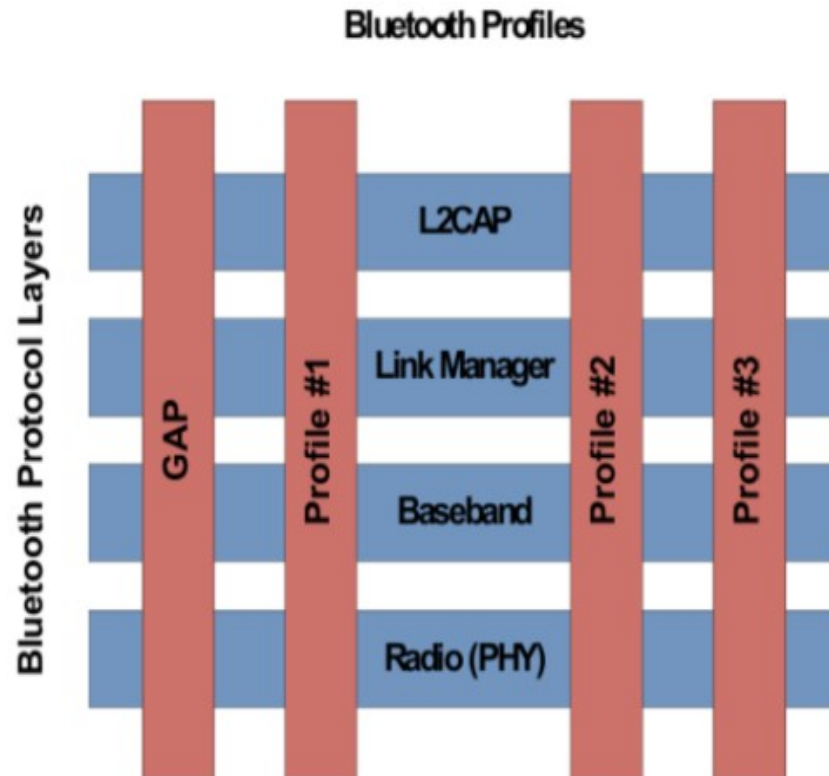 Bluetooth Profiles
Bluetooth Protocol Layers
GAP
Profile #1
L2CAP
Link Manager
Baseband
Radio (PHY)
Profile #2
Profile #3